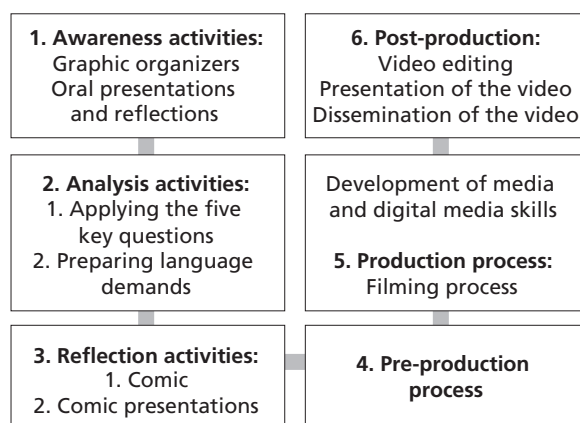 1. Awareness activities:
Graphic organizers
Oral presentations
and reflections
2. Analysis activities:
1. Applying the five
key questions
2. Preparing language
demands
3. Reflection activities:
1. Comic
2. Comic presentations
4. Pre-production
process
Development of media
and digital media skills
5. Production process:
Filming process
6. Post-production:
Video editing
Presentation of the video
Dissemination of the video